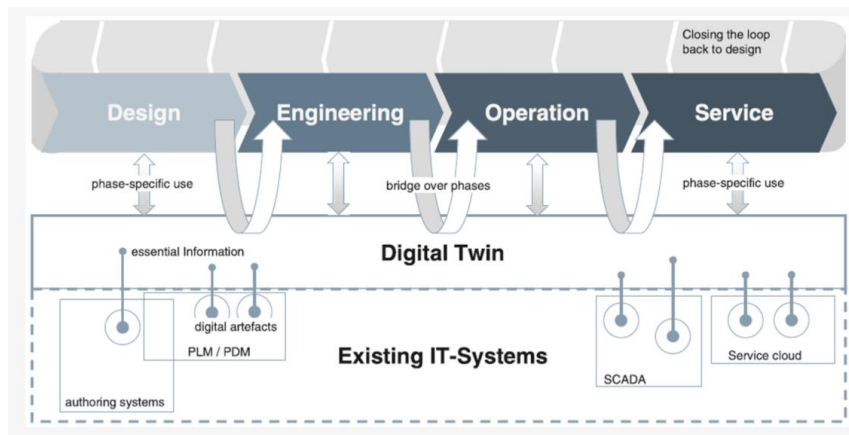 Closing the loop
back to design
Design
Engineering
Operation
Service
phase-specific use
bridge over phases
phase-specific use
essential Information
Digital Twin
digital artefacts
PLM / PDM
Existing IT-Systems
authoring systems
SCADA
Service cloud